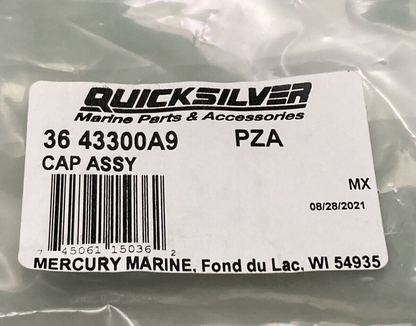 QUICKSILVER
Marine Parts & Accessories
36 43300A9 PZA
CAP ASSY
MX
08/28/2021
7 45061 15036 2
MERCURY MARINE, Fond du Lac, WI 54935